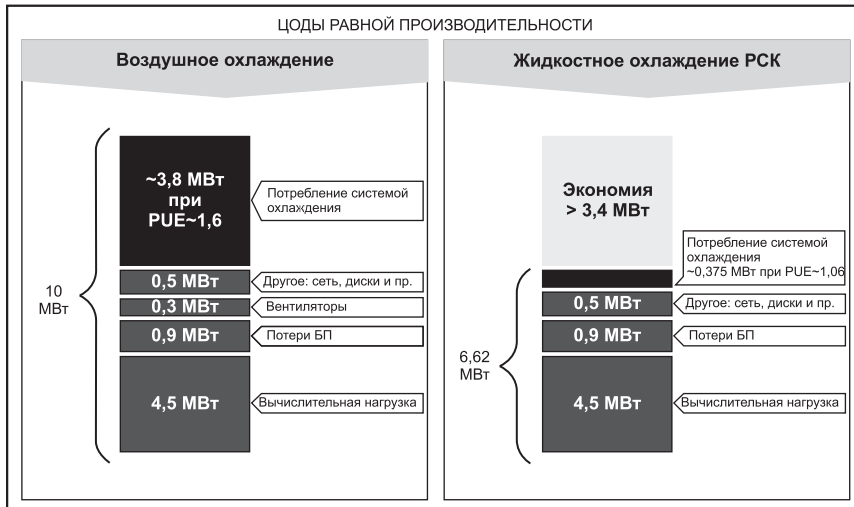 ЦОДЫ РАВНОЙ ПРОИЗВОДИТЕЛЬНОСТИ
Воздушное охлаждение
10
МВт
~3,8 МВт
при
PUE~1,6
Потребление системой
охлаждения
0,5 МВт
Другое: сеть, диски и пр.
0,3 МВт
Вентиляторы
0,9 МВт
Потери БП
4,5 МВт
Вычислительная нагрузка
Жидкостное охлаждение РСК
Экономия
> 3,4 МВт
Потребление системой
охлаждения
~0,375 МВт при PUE~1,06
6,62
МВт
0,5 МВт
Другое: сеть, диски и пр.
0,9 МВт
Потери БП
4,5 МВт
Вычислительная нагрузка